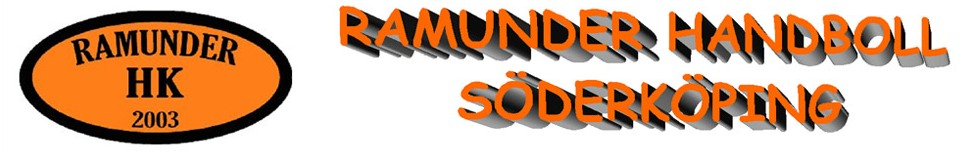 RAMUNDER
HK
2003
RAMUNDER HANDBOLL
SÖDERKÖPING